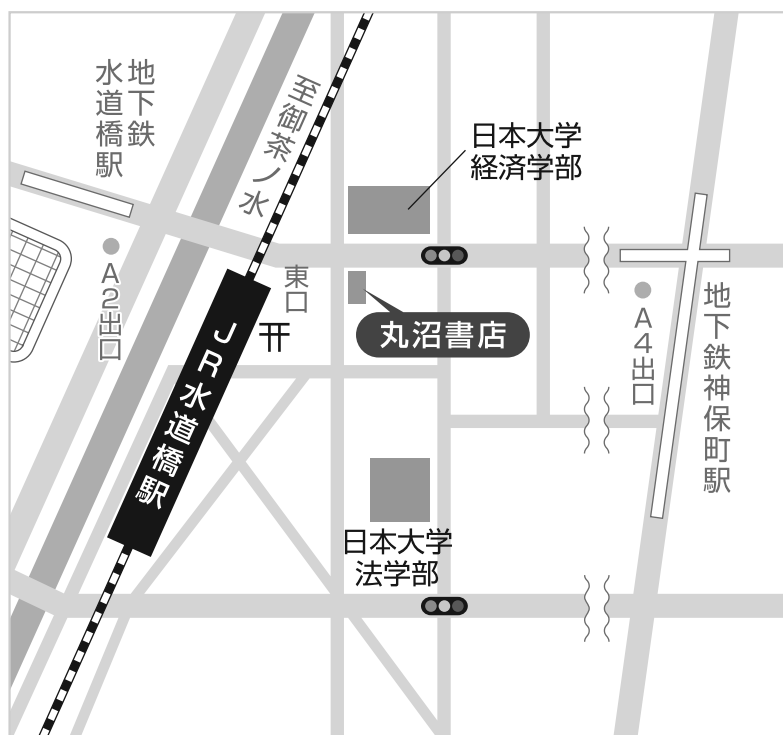 地下鉄
水道橋駅
至御茶ノ水
日本大学
経済学部
A2出口
東口
丸沼書店
JR水道橋駅
A4出口
地下鉄神保町駅
日本大学
法学部